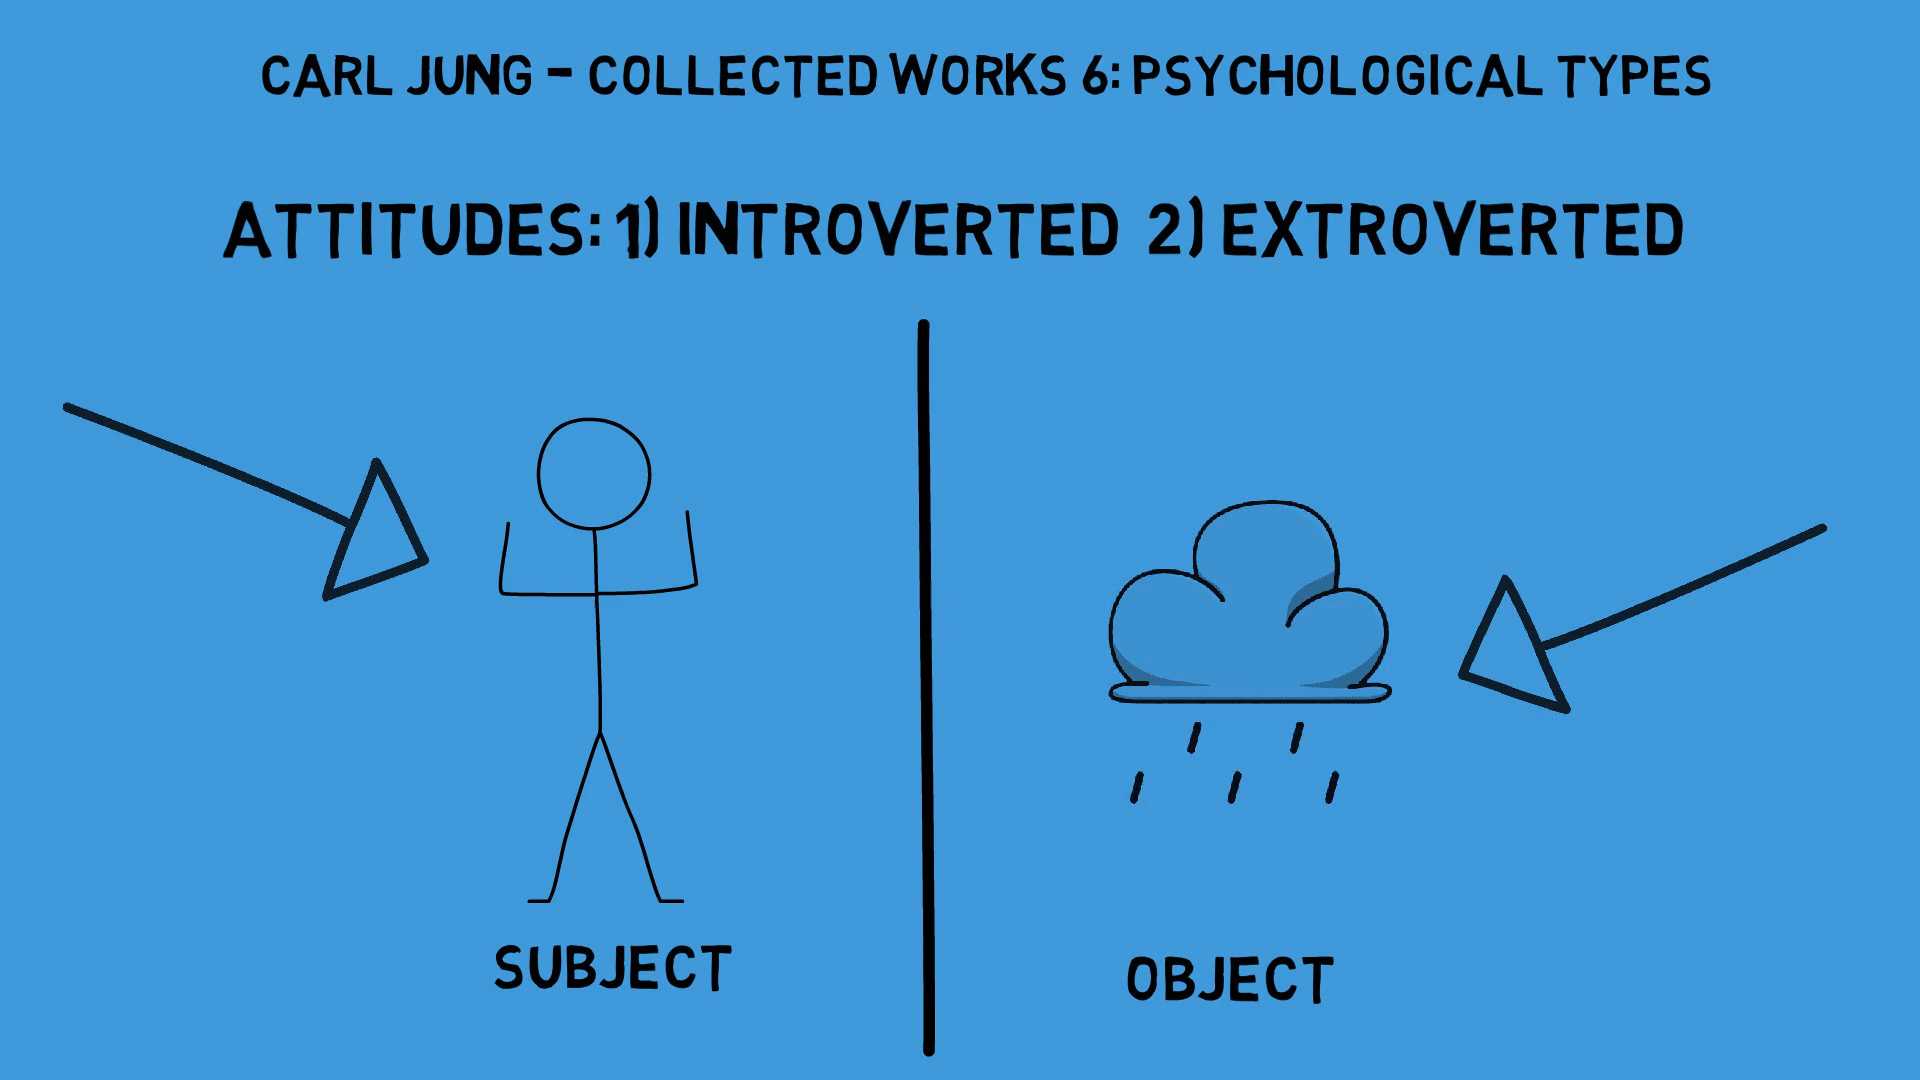 CARL JUNG - COLLECTED WORKS 6: PSYCHOLOGICAL TYPES
ATTITUDES: 1) INTROVERTED 2) EXTROVERTED
SUBJECT
OBJECT